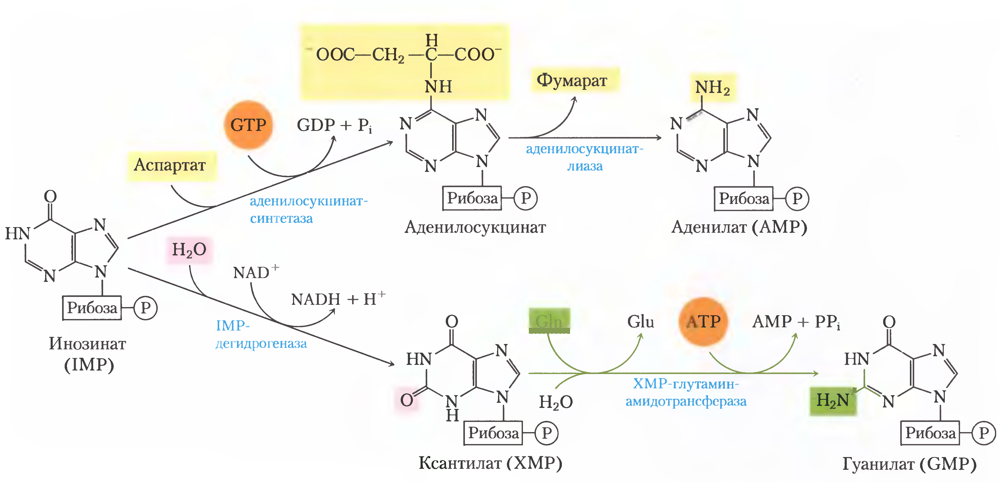 H
⁻OOC—CH₂—C—COO⁻
NH
Фумарат
NH₂
GTP
GDP + Pᵢ
N
N
N
N
N
N
N
N
Аспартат
аденилосукцинат-
лиаза
Рибоза
P
Рибоза
P
аденилосукцинат-
синтетаза
Аденилосукцинат
Аденилат (AMP)
O
HN
N
N
N
Рибоза
P
Инозинат
(IMP)
H₂O
NAD⁺
NADH + H⁺
IMP-
дегидрогеназа
O
HN
N
O
N
H
N
Рибоза
P
Ксантилат (XMP)
Gln
Glu
ATP
AMP + PPᵢ
H₂O
XMP-глутамин-
амидотрансфераза
O
HN
N
H₂N
N
N
Рибоза
P
Гуанилат (GMP)